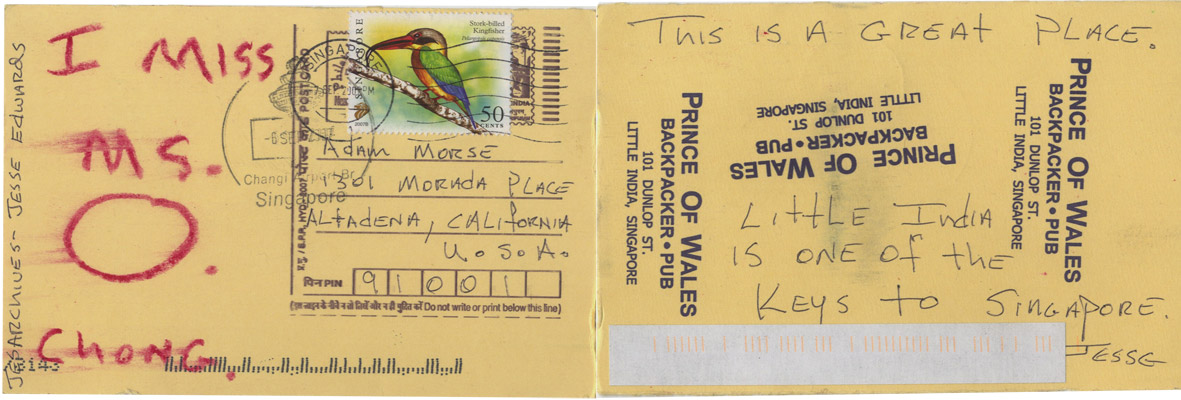 I MISS
MS.
O.
CHONG.
JESARCHIVES- JESSE EDWARDS
SINGAPORE
Stork-billed
Kingfisher
50
CENTS
2007B
SINGAPORE
-6 SEP
Changi Airport Br.
Singapore
INDIA
POSTCARD
ADAM MORSE
1301 MORADA PLACE
ALTADENA, CALIFORNIA
U.S.A.
पिन PIN 91001
(इस लाइन के नीचे न तो लिखें और न ही मुद्रित करें Do not write or print below this line)
THIS IS A GREAT PLACE.
PRINCE OF WALES
BACKPACKER • PUB
101 DUNLOP ST.
LITTLE INDIA, SINGAPORE
PRINCE OF WALES
BACKPACKER • PUB
101 DUNLOP ST.
LITTLE INDIA, SINGAPORE
PRINCE OF WALES
BACKPACKER • PUB
101 DUNLOP ST.
LITTLE INDIA, SINGAPORE
LITTLE INDIA
IS ONE OF THE
KEYS TO SINGAPORE.
JESSE